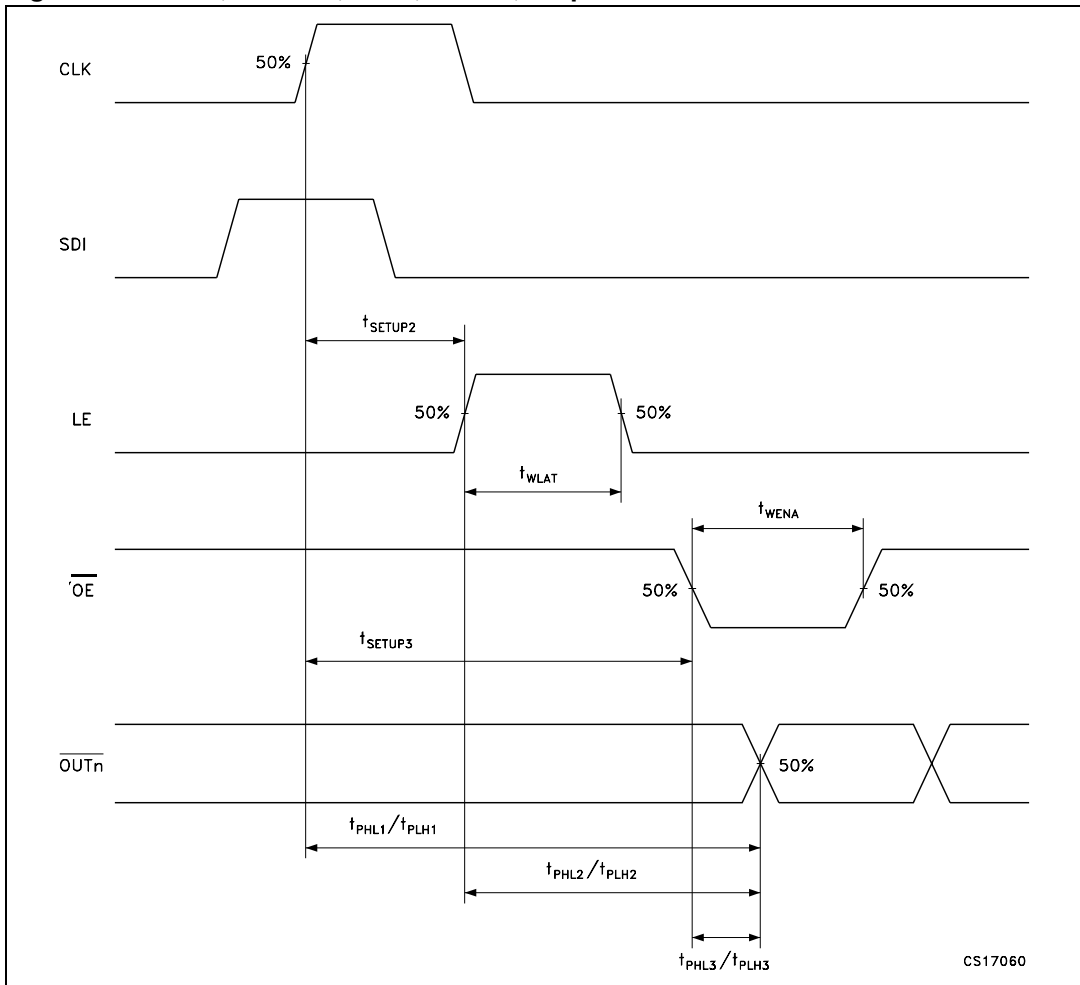 50%
CLK
SDI
tSETUP2
50%
50%
LE
tWLAT
tWENA
OE
50%
50%
tSETUP3
OUTn
50%
tPHL1/tPLH1
tPHL2/tPLH2
tPHL3/tPLH3
CS17060